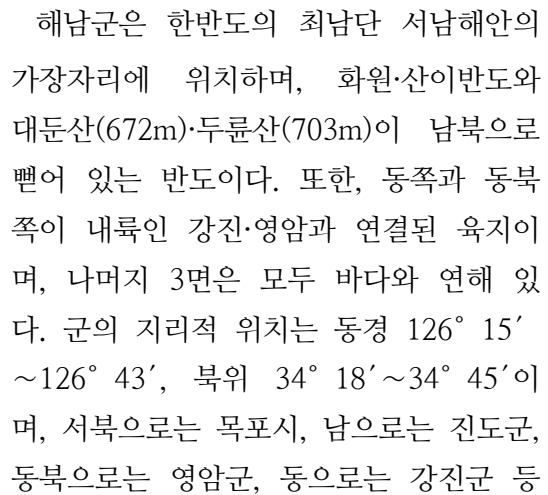 해남군은 한반도의 최남단 서남해안의
가장자리에 위치하며, 화원·산이반도와
대둔산(672m)·두륜산(703m)이 남북으로
뻗어 있는 반도이다. 또한, 동쪽과 동북
쪽이 내륙인 강진·영암과 연결된 육지이
며, 나머지 3면은 모두 바다와 연해 있
다. 군의 지리적 위치는 동경 126° 15′
～126° 43′, 북위 34° 18′～34° 45′이
며, 서북으로는 목포시, 남으로는 진도군,
동북으로는 영암군, 동으로는 강진군 등